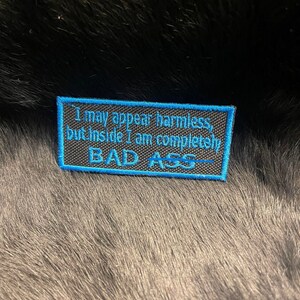 I may appear harmless,
but inside I am completely
BAD ASS